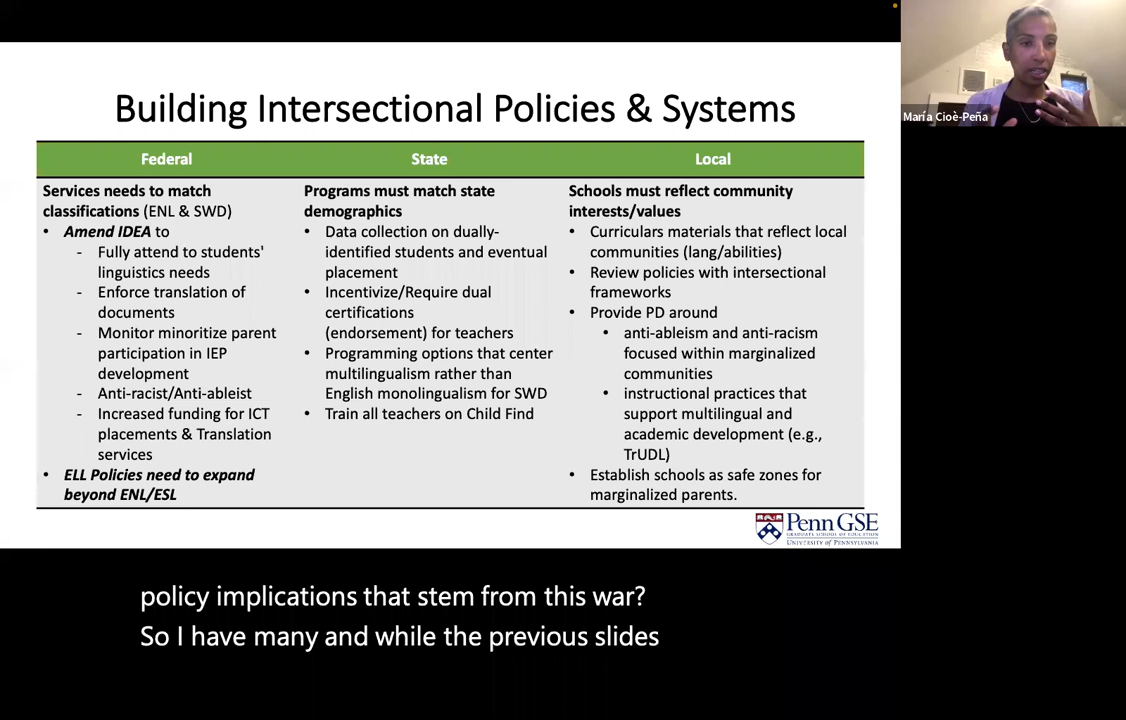 María Cioè-Peña
Building Intersectional Policies & Systems
Federal
State
Local
Services needs to match
classifications (ENL & SWD)
• Amend IDEA to
- Fully attend to students'
linguistics needs
- Enforce translation of
documents
- Monitor minoritize parent
participation in IEP
development
- Anti-racist/Anti-ableist
- Increased funding for ICT
placements & Translation
services
• ELL Policies need to expand
beyond ENL/ESL
Programs must match state
demographics
• Data collection on dually-
identified students and eventual
placement
• Incentivize/Require dual
certifications
(endorsement) for teachers
• Programming options that center
multilingualism rather than
English monolingualism for SWD
• Train all teachers on Child Find
Schools must reflect community
interests/values
• Curriculars materials that reflect local
communities (lang/abilities)
• Review policies with intersectional
frameworks
• Provide PD around
• anti-ableism and anti-racism
focused within marginalized
communities
• instructional practices that
support multilingual and
academic development (e.g.,
TrUDL)
• Establish schools as safe zones for
marginalized parents.
Penn GSE
GRADUATE SCHOOL OF EDUCATION
UNIVERSITY of PENNSYLVANIA
policy implications that stem from this war?
So I have many and while the previous slides